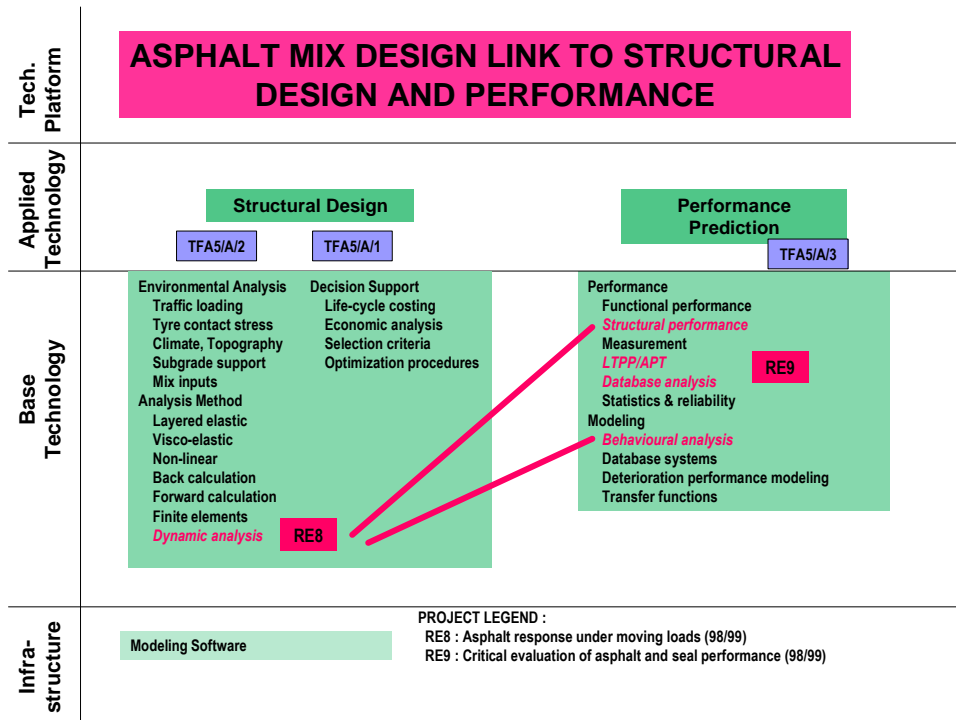 Tech.
Platform
ASPHALT MIX DESIGN LINK TO STRUCTURAL
DESIGN AND PERFORMANCE
Applied
Technology
Structural Design
TFA5/A/2
TFA5/A/1
Performance
Prediction
TFA5/A/3
Base
Technology
Environmental Analysis
Traffic loading
Tyre contact stress
Climate, Topography
Subgrade support
Mix inputs
Analysis Method
Layered elastic
Visco-elastic
Non-linear
Back calculation
Forward calculation
Finite elements
Dynamic analysis
RE8
Decision Support
Life-cycle costing
Economic analysis
Selection criteria
Optimization procedures
Performance
Functional performance
Structural performance
Measurement
LTPP/APT
Database analysis
Statistics & reliability
RE9
Modeling
Behavioural analysis
Database systems
Deterioration performance modeling
Transfer functions
Infra-
structure
Modeling Software
PROJECT LEGEND :
RE8 : Asphalt response under moving loads (98/99)
RE9 : Critical evaluation of asphalt and seal performance (98/99)